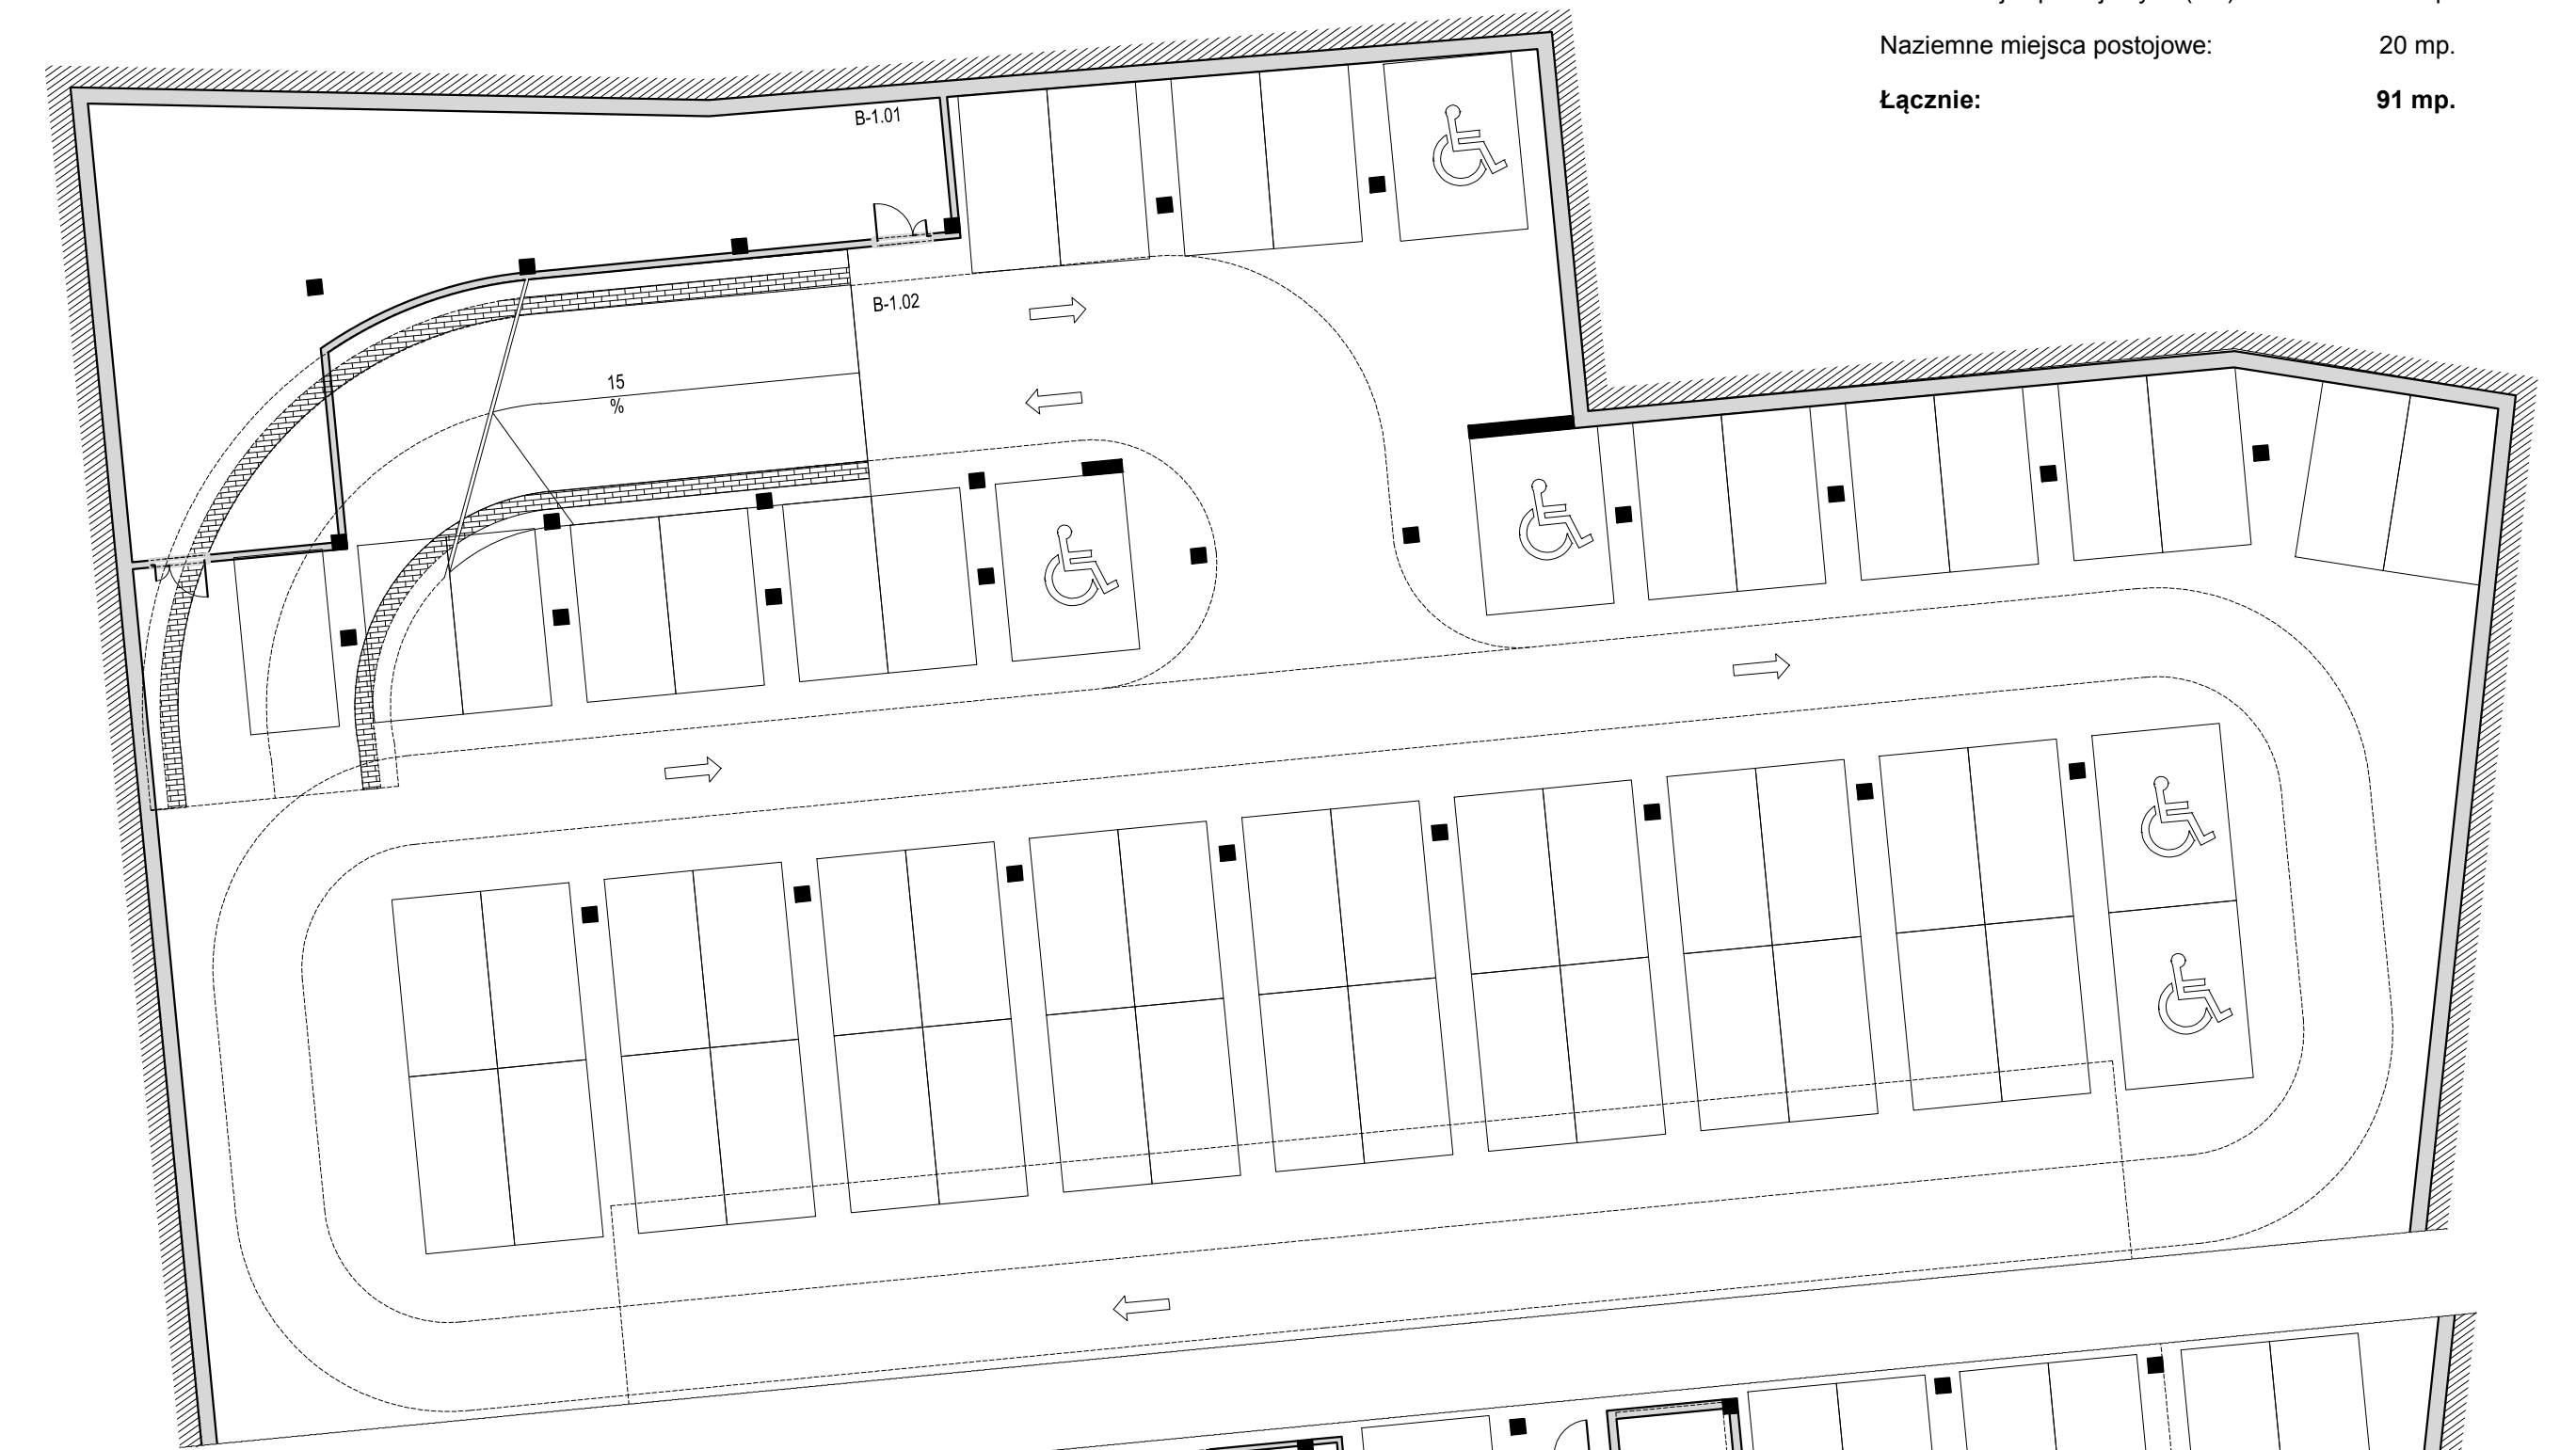 Naziemne miejsca postojowe: 20 mp.
Łącznie: 91 mp.
B-1.01
B-1.02
15
%